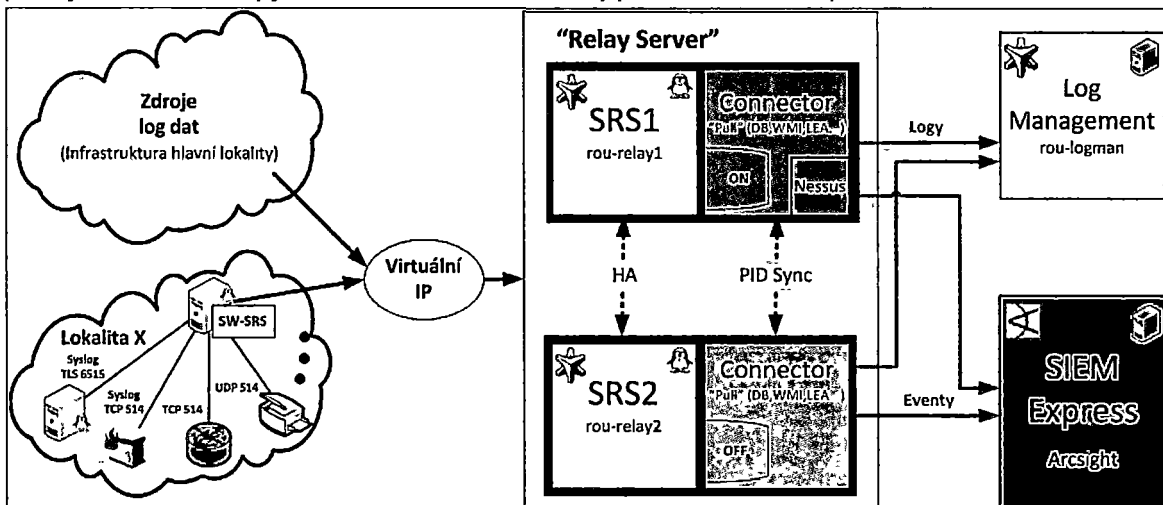 Zdroje
log dat
(Infrastruktura hlavní lokality)
Lokalita X
SW-SRS
Syslog
TLS 6515
Syslog
TCP 514
TCP 514
UDP 514
Virtuální
IP
"Relay Server"
SRS1
rou-relay1
Connector
"Pull" (DB,WMI,LEA )
ON
Nessus
HA
PID Sync
SRS2
rou-relay2
Connector
"Pull" (DB,WMI,LEA )
OFF
Logy
Eventy
Log
Management
rou-logman
SIEM
Express
Arcsight